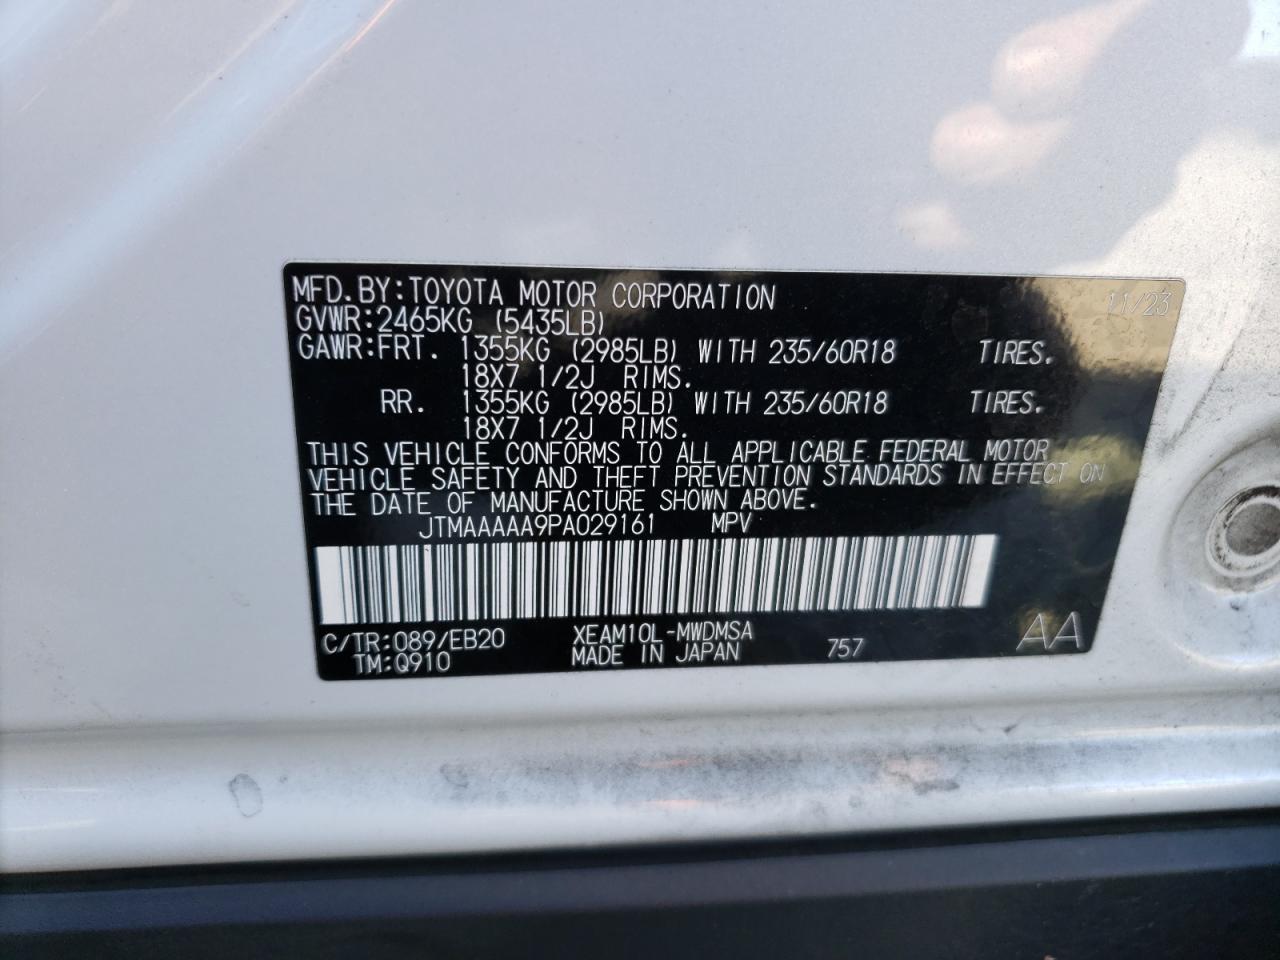 MFD.BY:TOYOTA MOTOR CORPORATION 11/23
GVWR:2465KG (5435LB)
GAWR:FRT. 1355KG (2985LB) WITH 235/60R18 TIRES.
18X7 1/2J RIMS.
RR. 1355KG (2985LB) WITH 235/60R18 TIRES.
18X7 1/2J RIMS.
THIS VEHICLE CONFORMS TO ALL APPLICABLE FEDERAL MOTOR
VEHICLE SAFETY AND THEFT PREVENTION STANDARDS IN EFFECT ON
THE DATE OF MANUFACTURE SHOWN ABOVE.
JTMAAAAA9PA029161 MPV
C/TR:089/EB20 XEAM10L-MWDMSA AA
TM:Q910 MADE IN JAPAN 757